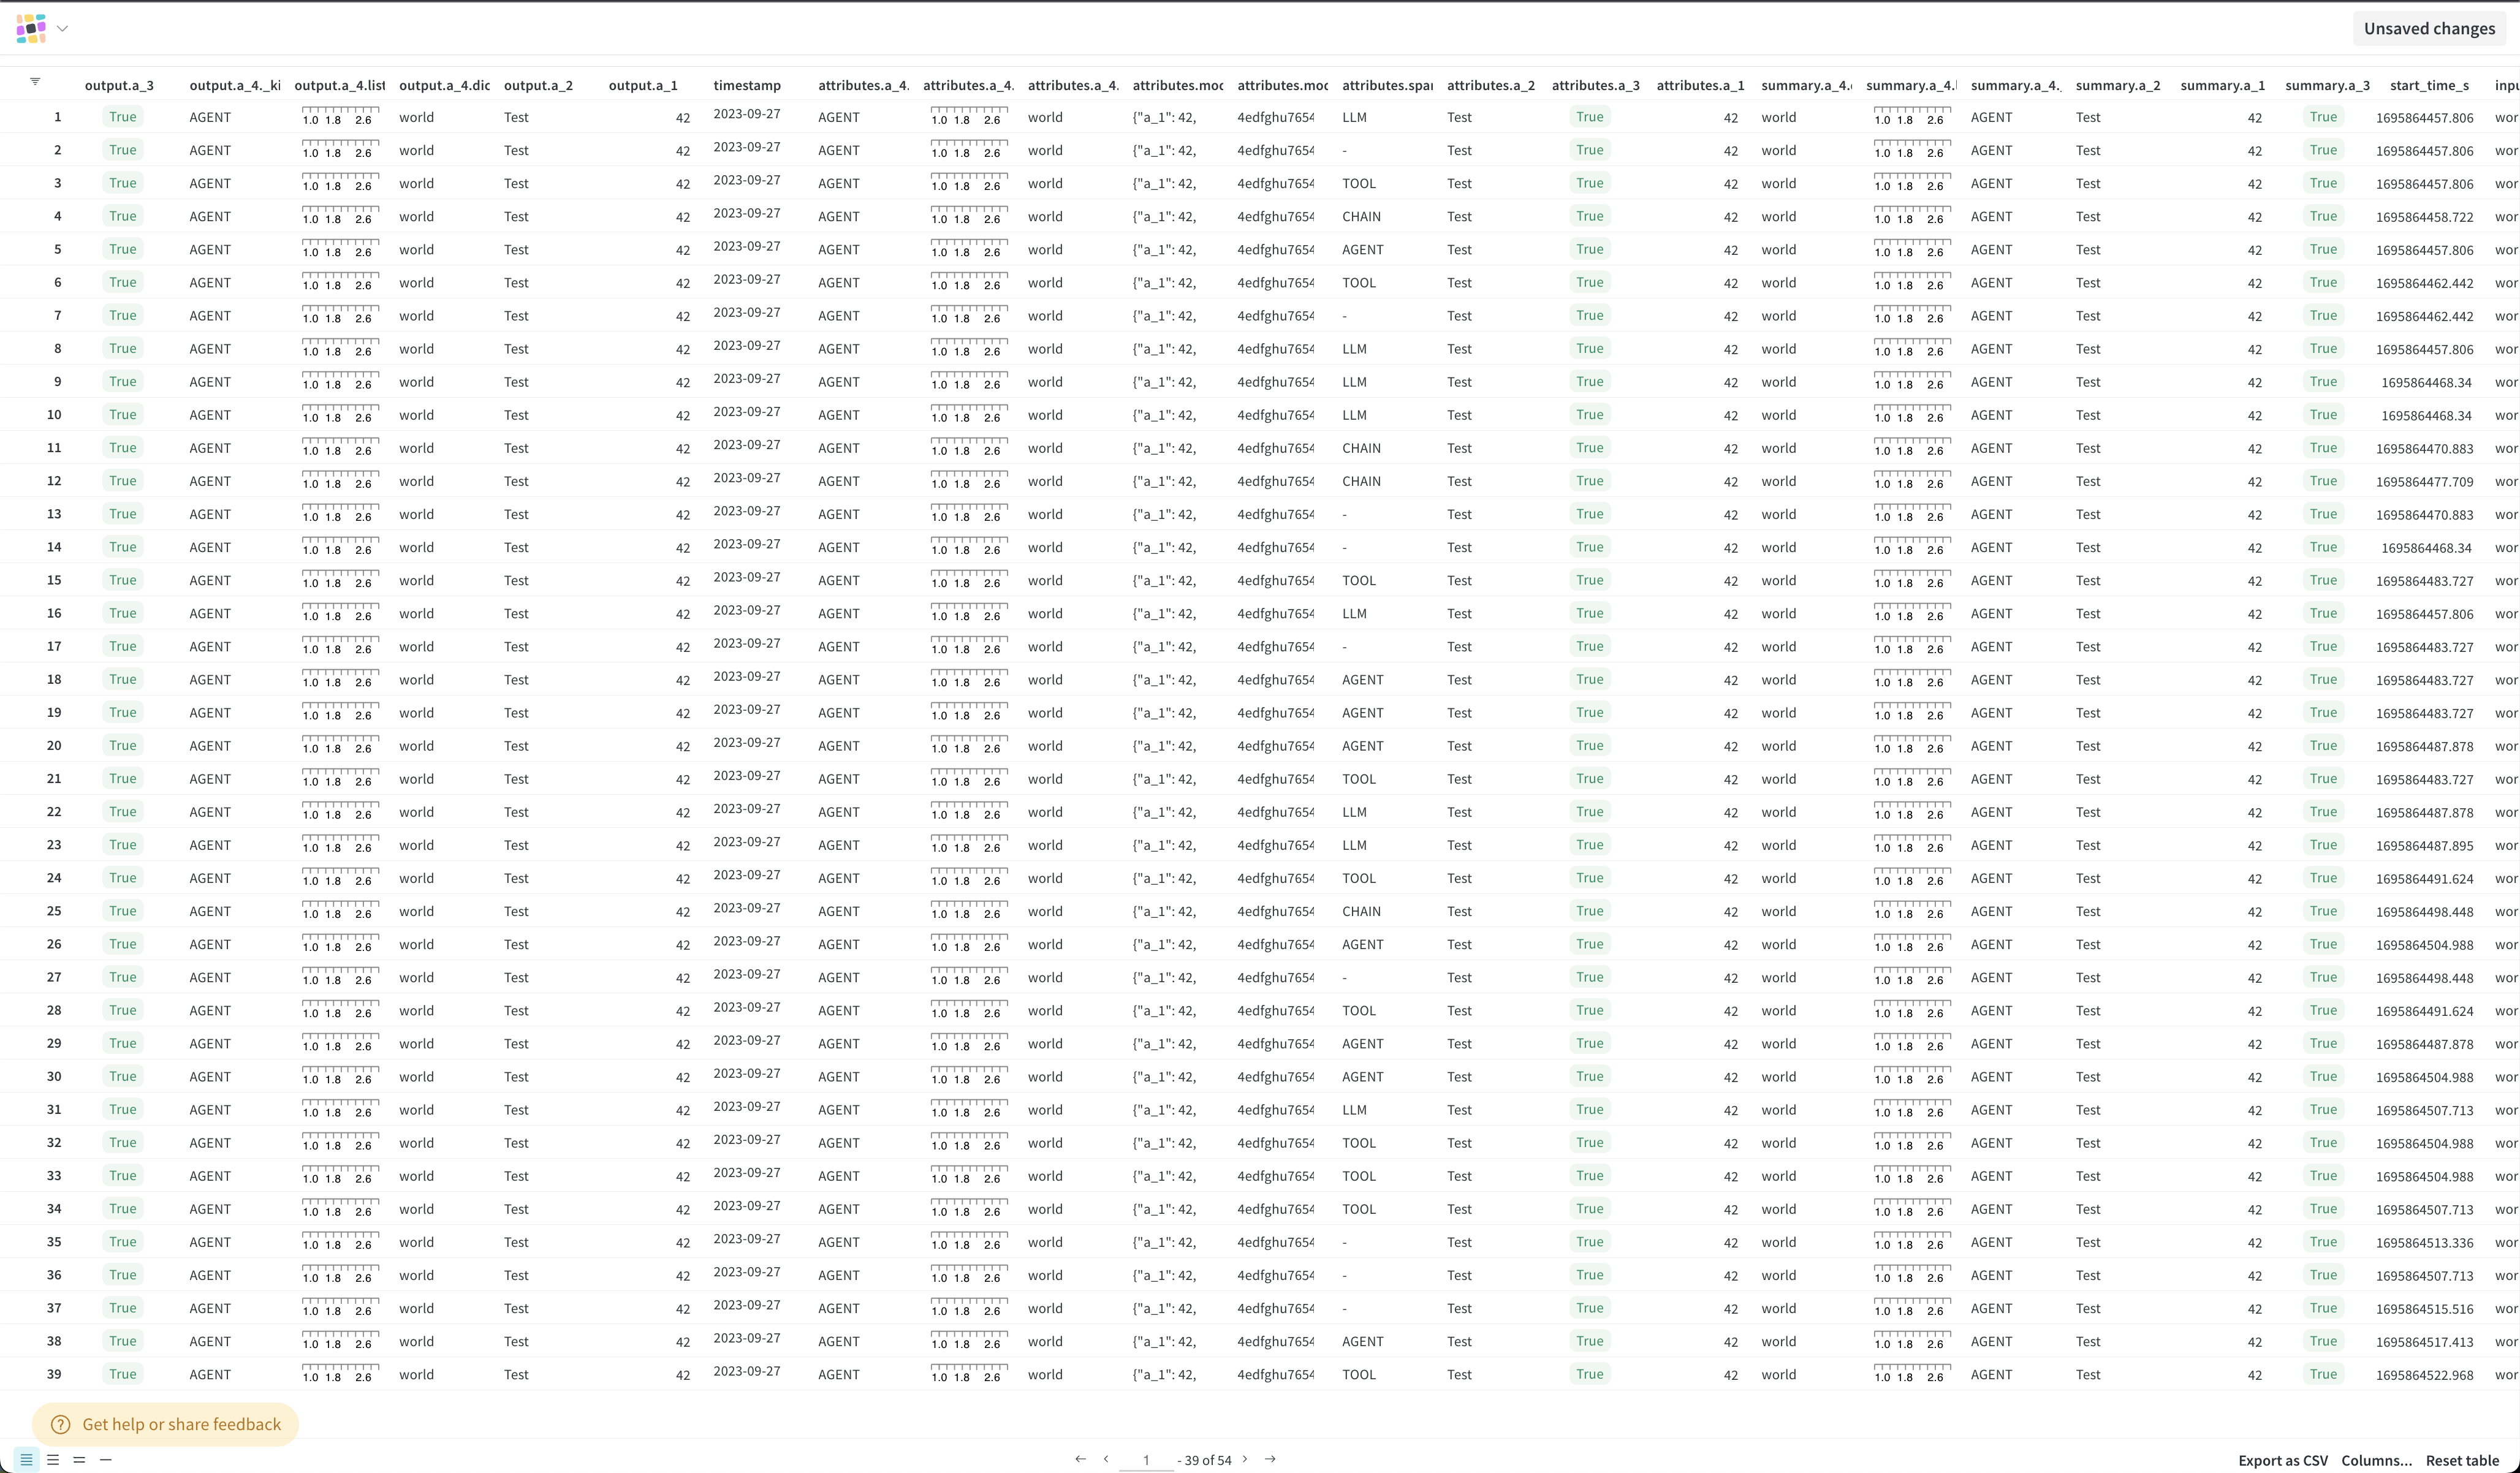 Unsaved changes
output.a_3 output.a_4._ki output.a_4.list output.a_4.dic output.a_2 output.a_1 timestamp attributes.a_4. attributes.a_4. attributes.a_4. attributes.moc attributes.moc attributes.spai attributes.a_2 attributes.a_3 attributes.a_1 summary.a_4. summary.a_4. summary.a_4._ summary.a_2 summary.a_1 summary.a_3 start_time_s inpu
1 True AGENT 1.0 1.8 2.6 world Test 42 2023-09-27 AGENT 1.0 1.8 2.6 world {"a_1": 42, 4edfghu7654 LLM Test True 42 world 1.0 1.8 2.6 AGENT Test 42 True 1695864457.806 wor
2 True AGENT 1.0 1.8 2.6 world Test 42 2023-09-27 AGENT 1.0 1.8 2.6 world {"a_1": 42, 4edfghu7654 - Test True 42 world 1.0 1.8 2.6 AGENT Test 42 True 1695864457.806 wor
3 True AGENT 1.0 1.8 2.6 world Test 42 2023-09-27 AGENT 1.0 1.8 2.6 world {"a_1": 42, 4edfghu7654 TOOL Test True 42 world 1.0 1.8 2.6 AGENT Test 42 True 1695864457.806 wor
4 True AGENT 1.0 1.8 2.6 world Test 42 2023-09-27 AGENT 1.0 1.8 2.6 world {"a_1": 42, 4edfghu7654 CHAIN Test True 42 world 1.0 1.8 2.6 AGENT Test 42 True 1695864458.722 wor
5 True AGENT 1.0 1.8 2.6 world Test 42 2023-09-27 AGENT 1.0 1.8 2.6 world {"a_1": 42, 4edfghu7654 AGENT Test True 42 world 1.0 1.8 2.6 AGENT Test 42 True 1695864457.806 wor
6 True AGENT 1.0 1.8 2.6 world Test 42 2023-09-27 AGENT 1.0 1.8 2.6 world {"a_1": 42, 4edfghu7654 TOOL Test True 42 world 1.0 1.8 2.6 AGENT Test 42 True 1695864462.442 wor
7 True AGENT 1.0 1.8 2.6 world Test 42 2023-09-27 AGENT 1.0 1.8 2.6 world {"a_1": 42, 4edfghu7654 - Test True 42 world 1.0 1.8 2.6 AGENT Test 42 True 1695864462.442 wor
8 True AGENT 1.0 1.8 2.6 world Test 42 2023-09-27 AGENT 1.0 1.8 2.6 world {"a_1": 42, 4edfghu7654 LLM Test True 42 world 1.0 1.8 2.6 AGENT Test 42 True 1695864457.806 wor
9 True AGENT 1.0 1.8 2.6 world Test 42 2023-09-27 AGENT 1.0 1.8 2.6 world {"a_1": 42, 4edfghu7654 LLM Test True 42 world 1.0 1.8 2.6 AGENT Test 42 True 1695864468.34 wor
10 True AGENT 1.0 1.8 2.6 world Test 42 2023-09-27 AGENT 1.0 1.8 2.6 world {"a_1": 42, 4edfghu7654 LLM Test True 42 world 1.0 1.8 2.6 AGENT Test 42 True 1695864468.34 wor
11 True AGENT 1.0 1.8 2.6 world Test 42 2023-09-27 AGENT 1.0 1.8 2.6 world {"a_1": 42, 4edfghu7654 CHAIN Test True 42 world 1.0 1.8 2.6 AGENT Test 42 True 1695864470.883 wor
12 True AGENT 1.0 1.8 2.6 world Test 42 2023-09-27 AGENT 1.0 1.8 2.6 world {"a_1": 42, 4edfghu7654 CHAIN Test True 42 world 1.0 1.8 2.6 AGENT Test 42 True 1695864477.709 wor
13 True AGENT 1.0 1.8 2.6 world Test 42 2023-09-27 AGENT 1.0 1.8 2.6 world {"a_1": 42, 4edfghu7654 - Test True 42 world 1.0 1.8 2.6 AGENT Test 42 True 1695864470.883 wor
14 True AGENT 1.0 1.8 2.6 world Test 42 2023-09-27 AGENT 1.0 1.8 2.6 world {"a_1": 42, 4edfghu7654 - Test True 42 world 1.0 1.8 2.6 AGENT Test 42 True 1695864468.34 wor
15 True AGENT 1.0 1.8 2.6 world Test 42 2023-09-27 AGENT 1.0 1.8 2.6 world {"a_1": 42, 4edfghu7654 TOOL Test True 42 world 1.0 1.8 2.6 AGENT Test 42 True 1695864483.727 wor
16 True AGENT 1.0 1.8 2.6 world Test 42 2023-09-27 AGENT 1.0 1.8 2.6 world {"a_1": 42, 4edfghu7654 LLM Test True 42 world 1.0 1.8 2.6 AGENT Test 42 True 1695864457.806 wor
17 True AGENT 1.0 1.8 2.6 world Test 42 2023-09-27 AGENT 1.0 1.8 2.6 world {"a_1": 42, 4edfghu7654 - Test True 42 world 1.0 1.8 2.6 AGENT Test 42 True 1695864483.727 wor
18 True AGENT 1.0 1.8 2.6 world Test 42 2023-09-27 AGENT 1.0 1.8 2.6 world {"a_1": 42, 4edfghu7654 AGENT Test True 42 world 1.0 1.8 2.6 AGENT Test 42 True 1695864483.727 wor
19 True AGENT 1.0 1.8 2.6 world Test 42 2023-09-27 AGENT 1.0 1.8 2.6 world {"a_1": 42, 4edfghu7654 AGENT Test True 42 world 1.0 1.8 2.6 AGENT Test 42 True 1695864483.727 wor
20 True AGENT 1.0 1.8 2.6 world Test 42 2023-09-27 AGENT 1.0 1.8 2.6 world {"a_1": 42, 4edfghu7654 AGENT Test True 42 world 1.0 1.8 2.6 AGENT Test 42 True 1695864487.878 wor
21 True AGENT 1.0 1.8 2.6 world Test 42 2023-09-27 AGENT 1.0 1.8 2.6 world {"a_1": 42, 4edfghu7654 TOOL Test True 42 world 1.0 1.8 2.6 AGENT Test 42 True 1695864483.727 wor
22 True AGENT 1.0 1.8 2.6 world Test 42 2023-09-27 AGENT 1.0 1.8 2.6 world {"a_1": 42, 4edfghu7654 LLM Test True 42 world 1.0 1.8 2.6 AGENT Test 42 True 1695864487.878 wor
23 True AGENT 1.0 1.8 2.6 world Test 42 2023-09-27 AGENT 1.0 1.8 2.6 world {"a_1": 42, 4edfghu7654 LLM Test True 42 world 1.0 1.8 2.6 AGENT Test 42 True 1695864487.895 wor
24 True AGENT 1.0 1.8 2.6 world Test 42 2023-09-27 AGENT 1.0 1.8 2.6 world {"a_1": 42, 4edfghu7654 TOOL Test True 42 world 1.0 1.8 2.6 AGENT Test 42 True 1695864491.624 wor
25 True AGENT 1.0 1.8 2.6 world Test 42 2023-09-27 AGENT 1.0 1.8 2.6 world {"a_1": 42, 4edfghu7654 CHAIN Test True 42 world 1.0 1.8 2.6 AGENT Test 42 True 1695864498.448 wor
26 True AGENT 1.0 1.8 2.6 world Test 42 2023-09-27 AGENT 1.0 1.8 2.6 world {"a_1": 42, 4edfghu7654 AGENT Test True 42 world 1.0 1.8 2.6 AGENT Test 42 True 1695864504.988 wor
27 True AGENT 1.0 1.8 2.6 world Test 42 2023-09-27 AGENT 1.0 1.8 2.6 world {"a_1": 42, 4edfghu7654 - Test True 42 world 1.0 1.8 2.6 AGENT Test 42 True 1695864498.448 wor
28 True AGENT 1.0 1.8 2.6 world Test 42 2023-09-27 AGENT 1.0 1.8 2.6 world {"a_1": 42, 4edfghu7654 TOOL Test True 42 world 1.0 1.8 2.6 AGENT Test 42 True 1695864491.624 wor
29 True AGENT 1.0 1.8 2.6 world Test 42 2023-09-27 AGENT 1.0 1.8 2.6 world {"a_1": 42, 4edfghu7654 AGENT Test True 42 world 1.0 1.8 2.6 AGENT Test 42 True 1695864487.878 wor
30 True AGENT 1.0 1.8 2.6 world Test 42 2023-09-27 AGENT 1.0 1.8 2.6 world {"a_1": 42, 4edfghu7654 AGENT Test True 42 world 1.0 1.8 2.6 AGENT Test 42 True 1695864504.988 wor
31 True AGENT 1.0 1.8 2.6 world Test 42 2023-09-27 AGENT 1.0 1.8 2.6 world {"a_1": 42, 4edfghu7654 LLM Test True 42 world 1.0 1.8 2.6 AGENT Test 42 True 1695864507.713 wor
32 True AGENT 1.0 1.8 2.6 world Test 42 2023-09-27 AGENT 1.0 1.8 2.6 world {"a_1": 42, 4edfghu7654 TOOL Test True 42 world 1.0 1.8 2.6 AGENT Test 42 True 1695864504.988 wor
33 True AGENT 1.0 1.8 2.6 world Test 42 2023-09-27 AGENT 1.0 1.8 2.6 world {"a_1": 42, 4edfghu7654 TOOL Test True 42 world 1.0 1.8 2.6 AGENT Test 42 True 1695864504.988 wor
34 True AGENT 1.0 1.8 2.6 world Test 42 2023-09-27 AGENT 1.0 1.8 2.6 world {"a_1": 42, 4edfghu7654 TOOL Test True 42 world 1.0 1.8 2.6 AGENT Test 42 True 1695864507.713 wor
35 True AGENT 1.0 1.8 2.6 world Test 42 2023-09-27 AGENT 1.0 1.8 2.6 world {"a_1": 42, 4edfghu7654 - Test True 42 world 1.0 1.8 2.6 AGENT Test 42 True 1695864513.336 wor
36 True AGENT 1.0 1.8 2.6 world Test 42 2023-09-27 AGENT 1.0 1.8 2.6 world {"a_1": 42, 4edfghu7654 - Test True 42 world 1.0 1.8 2.6 AGENT Test 42 True 1695864507.713 wor
37 True AGENT 1.0 1.8 2.6 world Test 42 2023-09-27 AGENT 1.0 1.8 2.6 world {"a_1": 42, 4edfghu7654 - Test True 42 world 1.0 1.8 2.6 AGENT Test 42 True 1695864515.516 wor
38 True AGENT 1.0 1.8 2.6 world Test 42 2023-09-27 AGENT 1.0 1.8 2.6 world {"a_1": 42, 4edfghu7654 AGENT Test True 42 world 1.0 1.8 2.6 AGENT Test 42 True 1695864517.413 wor
39 True AGENT 1.0 1.8 2.6 world Test 42 2023-09-27 AGENT 1.0 1.8 2.6 world {"a_1": 42, 4edfghu7654 TOOL Test True 42 world 1.0 1.8 2.6 AGENT Test 42 True 1695864522.968 wor
Get help or share feedback
1 - 39 of 54 Export as CSV Columns... Reset table